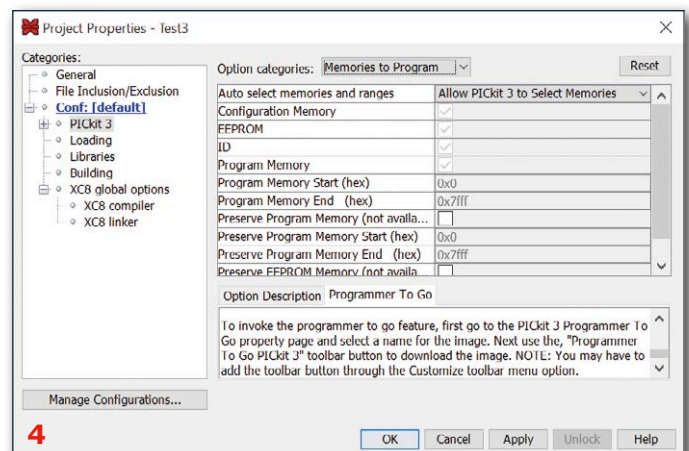 Project Properties - Test3
Categories:
General
File Inclusion/Exclusion
Conf: [default]
PICkit 3
Loading
Libraries
Building
XC8 global options
XC8 compiler
XC8 linker
Manage Configurations...
Option categories: Memories to Program Reset
Auto select memories and ranges Allow PICkit 3 to Select Memories
Configuration Memory
EEPROM
ID
Program Memory
Program Memory Start (hex) 0x0
Program Memory End (hex) 0x7fff
Preserve Program Memory (not availa...
Preserve Program Memory Start (hex) 0x0
Preserve Program Memory End (hex) 0x7fff
Preserve EEPROM Memory (not availa...
Option Description Programmer To Go
To invoke the programmer to go feature, first go to the PICkit 3 Programmer To
Go property page and select a name for the image. Next use the, "Programmer
To Go PICkit 3" toolbar button to download the image. NOTE: You may have to
add the toolbar button through the Customize toolbar menu option.
4
OK Cancel Apply Unlock Help